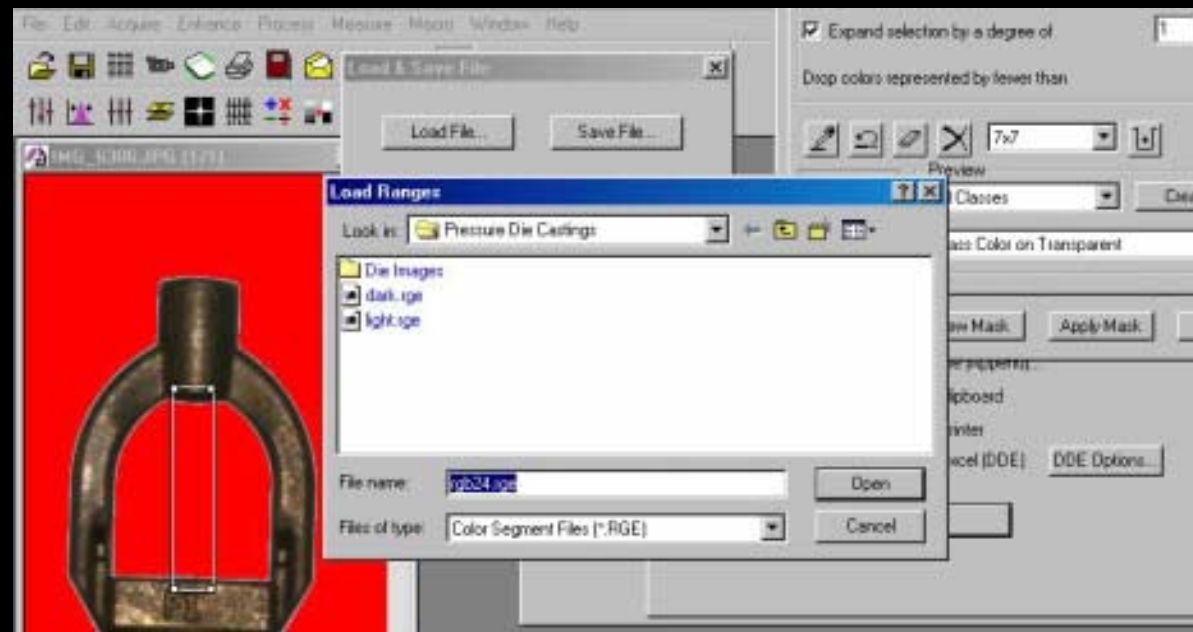 File Edit Acquire Enhance Process Measure Macro Window Help
Expand selection by a degree of 1
Load & Save File
Drop colors represented by fewer than
Load File... Save File...
7x7
Preview
Load Ranges
Classes
Look in: Pressure Die Castings
Color on Transparent
Die Images
dark.rge
light.rge
Mask Apply Mask
File name: rgb24.rge Open
(DDE) DDE Options...
Files of type: Color Segment Files (*.RGE) Cancel